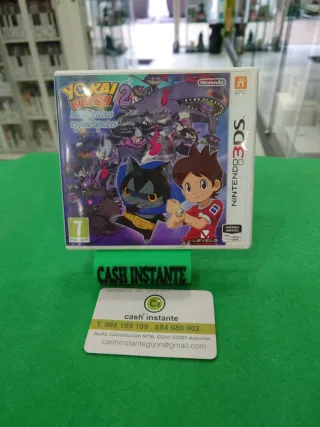 YO-KAI
WATCH 2
Nintendo
NINTENDO 3DS
7
LEVEL5
CASH INSTANTE
cash instante
T. 984 199 109 · 684 680 902
cashinstantegijon@gmail.com